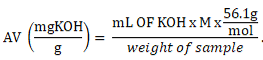 AV (mgKOH/g) = mL OF KOH x M x 56.1g/mol / weight of sample .